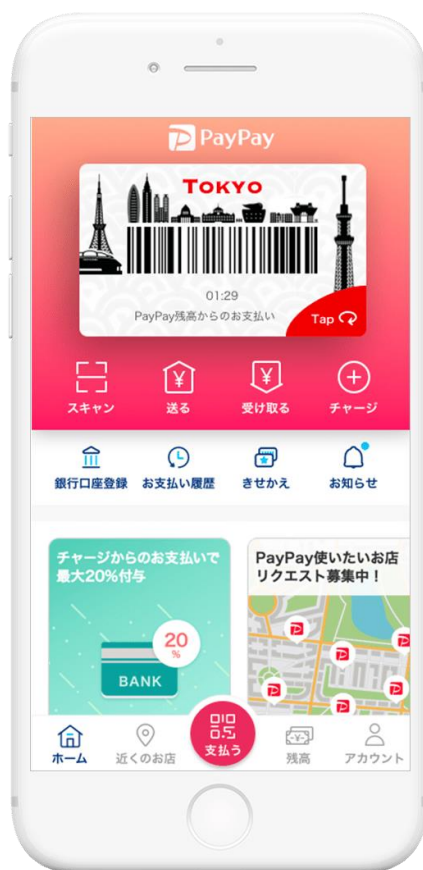 PayPay
TOKYO
01:29
PayPay残高からのお支払い
Tap
スキャン
送る
受け取る
チャージ
銀行口座登録
お支払い履歴
きせかえ
お知らせ
チャージからのお支払いで
最大20%付与
20
%
BANK
PayPay使いたいお店
リクエスト募集中！
ホーム
近くのお店
支払う
残高
アカウント